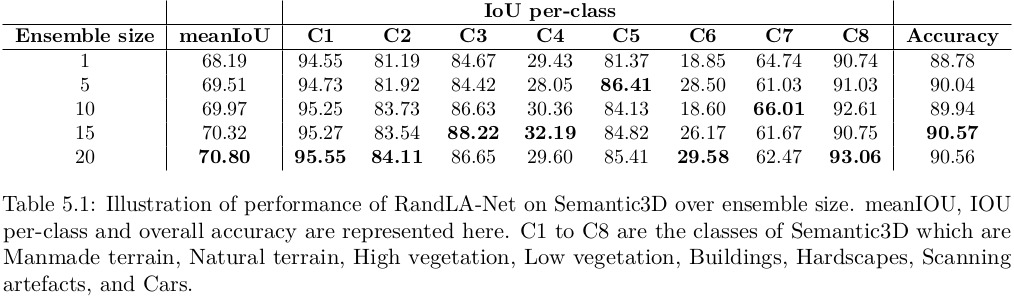 IoU per-class
Ensemble size meanIoU C1 C2 C3 C4 C5 C6 C7 C8 Accuracy
1 68.19 94.55 81.19 84.67 29.43 81.37 18.85 64.74 90.74 88.78
5 69.51 94.73 81.92 84.42 28.05 86.41 28.50 61.03 91.03 90.04
10 69.97 95.25 83.73 86.63 30.36 84.13 18.60 66.01 92.61 89.94
15 70.32 95.27 83.54 88.22 32.19 84.82 26.17 61.67 90.75 90.57
20 70.80 95.55 84.11 86.65 29.60 85.41 29.58 62.47 93.06 90.56
Table 5.1: Illustration of performance of RandLA-Net on Semantic3D over ensemble size. meanIOU, IOU
per-class and overall accuracy are represented here. C1 to C8 are the classes of Semantic3D which are
Manmade terrain, Natural terrain, High vegetation, Low vegetation, Buildings, Hardscapes, Scanning
artefacts, and Cars.